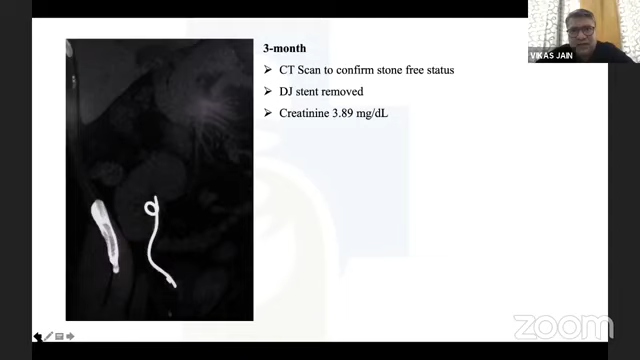 3-month
➢ CT Scan to confirm stone free status
➢ DJ stent removed
➢ Creatinine 3.89 mg/dL
VIKAS JAIN
zoom